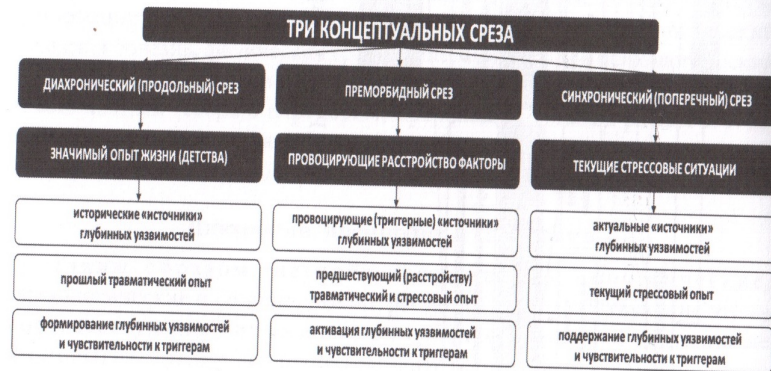 ТРИ КОНЦЕПТУАЛЬНЫХ СРЕЗА
ДИАХРОНИЧЕСКИЙ (ПРОДОЛЬНЫЙ) СРЕЗ
ЗНАЧИМЫЙ ОПЫТ ЖИЗНИ (ДЕТСТВА)
исторические «источники»
глубинных уязвимостей
прошлый травматический опыт
формирование глубинных уязвимостей
и чувствительности к триггерам
ПРЕМОРБИДНЫЙ СРЕЗ
ПРОВОЦИРУЮЩИЕ РАССТРОЙСТВО ФАКТОРЫ
провоцирующие (триггерные) «источники»
глубинных уязвимостей
предшествующий (расстройству)
травматический и стрессовый опыт
активация глубинных уязвимостей
и чувствительности к триггерам
СИНХРОНИЧЕСКИЙ (ПОПЕРЕЧНЫЙ) СРЕЗ
ТЕКУЩИЕ СТРЕССОВЫЕ СИТУАЦИИ
актуальные «источники»
глубинных уязвимостей
текущий стрессовый опыт
поддержание глубинных уязвимостей
и чувствительности к триггерам